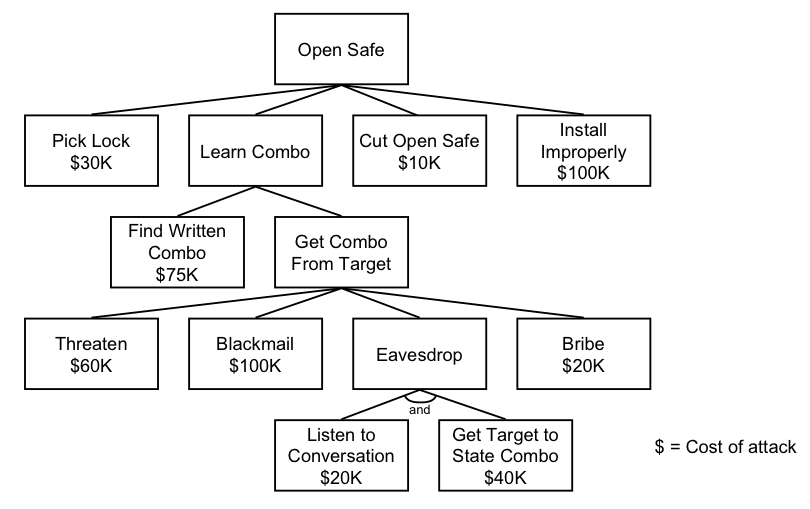 Open Safe
Pick Lock
$30K
Learn Combo
Cut Open Safe
$10K
Install
Improperly
$100K
Find Written
Combo
$75K
Get Combo
From Target
Threaten
$60K
Blackmail
$100K
Eavesdrop
Bribe
$20K
and
Listen to
Conversation
$20K
Get Target to
State Combo
$40K
$ = Cost of attack